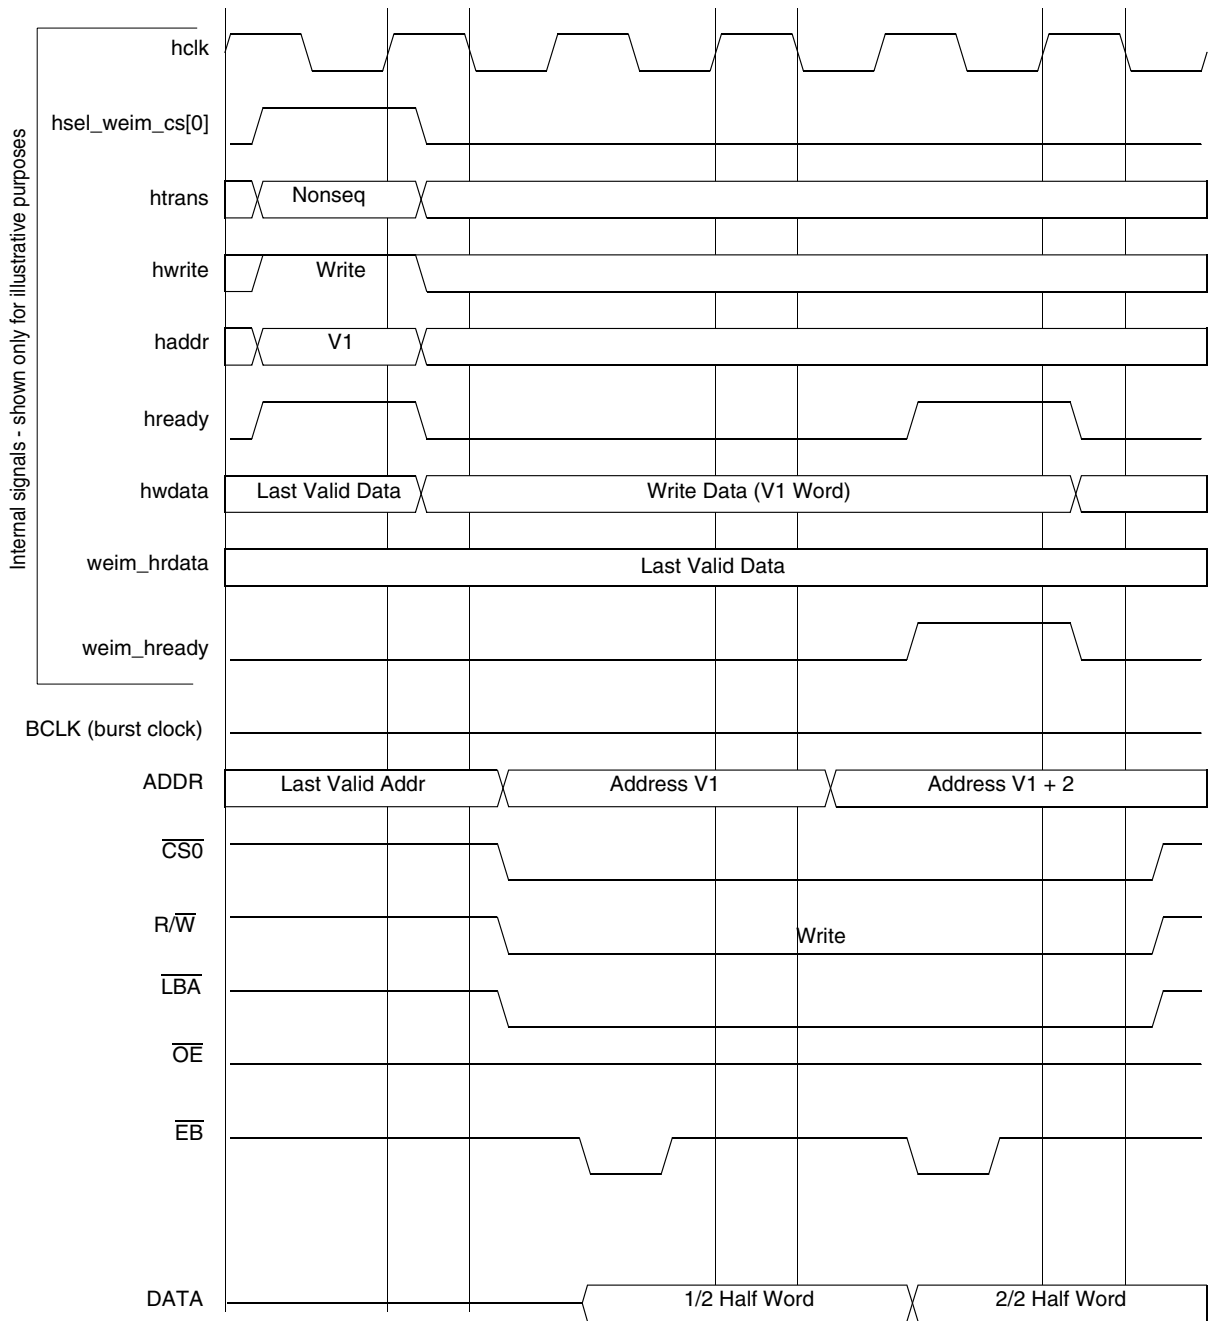 Internal signals - shown only for illustrative purposes
hclk
hsel_weim_cs[0]
htrans
Nonseq
hwrite
Write
haddr
V1
hready
hwdata
Last Valid Data
Write Data (V1 Word)
weim_hrdata
Last Valid Data
weim_hready
BCLK (burst clock)
ADDR
Last Valid Addr
Address V1
Address V1 + 2
CS0
R/W
Write
LBA
OE
EB
DATA
1/2 Half Word
2/2 Half Word